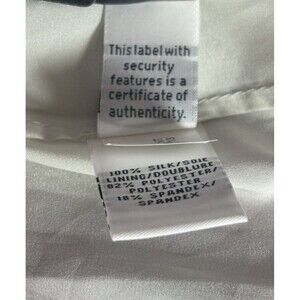 This label with
security
features is a
certificate of
authenticity.
100% SILK/SOIE
LINING/DOUBLURE
82% POLYESTER/
POLYESTER
18% SPANDEX/
SPANDEX